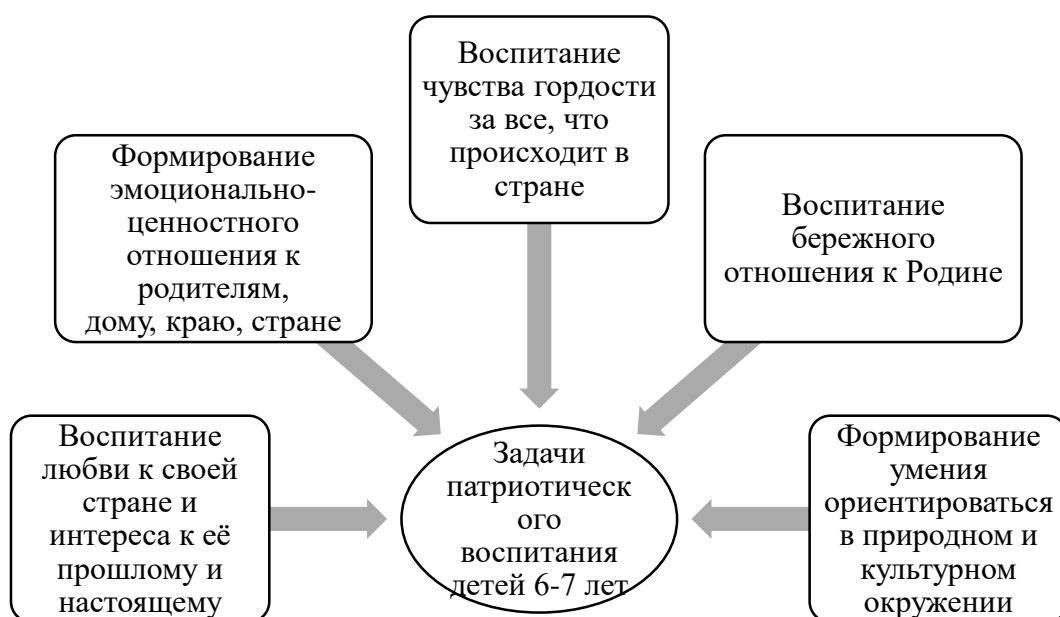 Воспитание
чувства гордости
за все, что
происходит в
стране
Формирование
эмоционально-
ценностного
отношения к
родителям,
дому, краю, стране
Воспитание
бережного
отношения к Родине
Воспитание
любви к своей
стране и
интереса к её
прошлому и
настоящему
Задачи
патриотическ
ого
воспитания
детей 6-7 лет
Формирование
умения
ориентироваться
в природном и
культурном
окружении